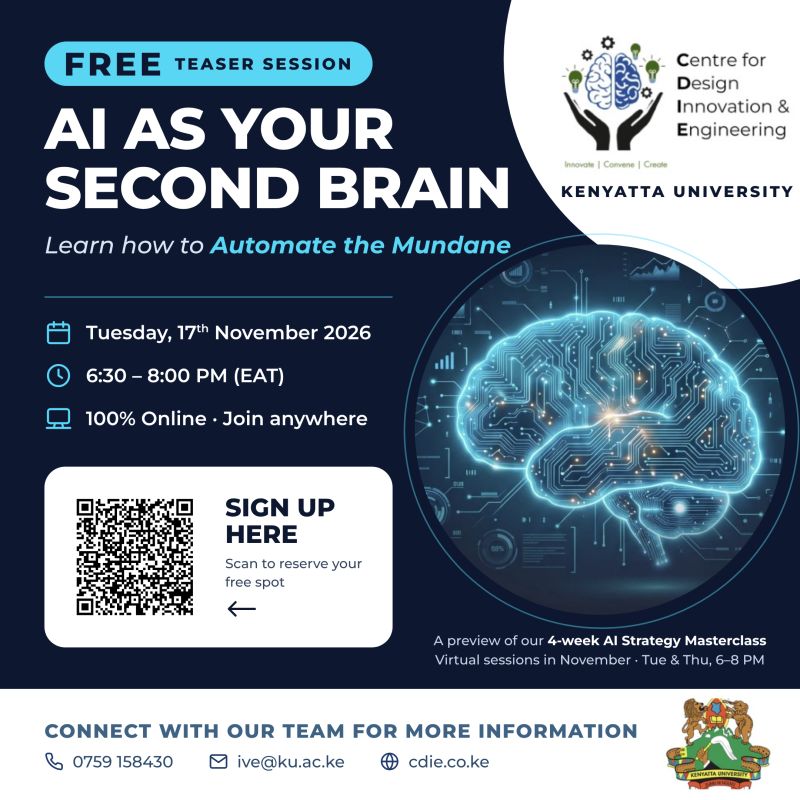 FREE TEASER SESSION
AI AS YOUR
SECOND BRAIN
Learn how to Automate the Mundane
Centre for
Design
Innovation &
Engineering
Innovate | Convene | Create
KENYATTA UNIVERSITY
Tuesday, 17th November 2026
6:30 – 8:00 PM (EAT)
100% Online · Join anywhere
SIGN UP
HERE
Scan to reserve your
free spot
A preview of our 4-week AI Strategy Masterclass
Virtual sessions in November · Tue & Thu, 6–8 PM
CONNECT WITH OUR TEAM FOR MORE INFORMATION
0759 158430
ive@ku.ac.ke
cdie.co.ke
KENYATTA UNIVERSITY